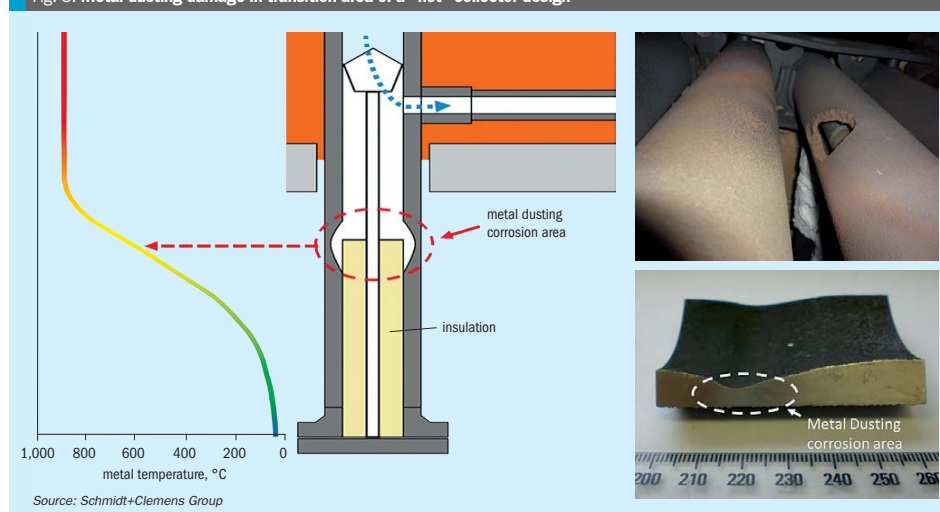 Fig. 3: Metal dusting damage in transition area of a "hot" collector design
metal dusting
corrosion area
insulation
1,000 800 600 400 200 0
metal temperature, °C
Source: Schmidt+Clemens Group
Metal Dusting
corrosion area
200 210 220 230 240 250 26